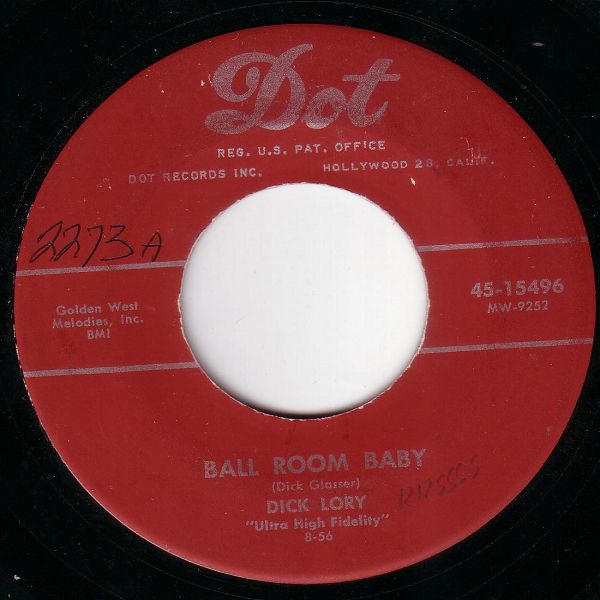 Dot
REG. U.S. PAT. OFFICE
DOT RECORDS INC. HOLLYWOOD 28, CALIF.
2273 A
Golden West
Melodies, Inc.
BMI
45-15496
MW-9252
BALL ROOM BABY
(Dick Glasser)
DICK LORY
"Ultra High Fidelity"
8-56